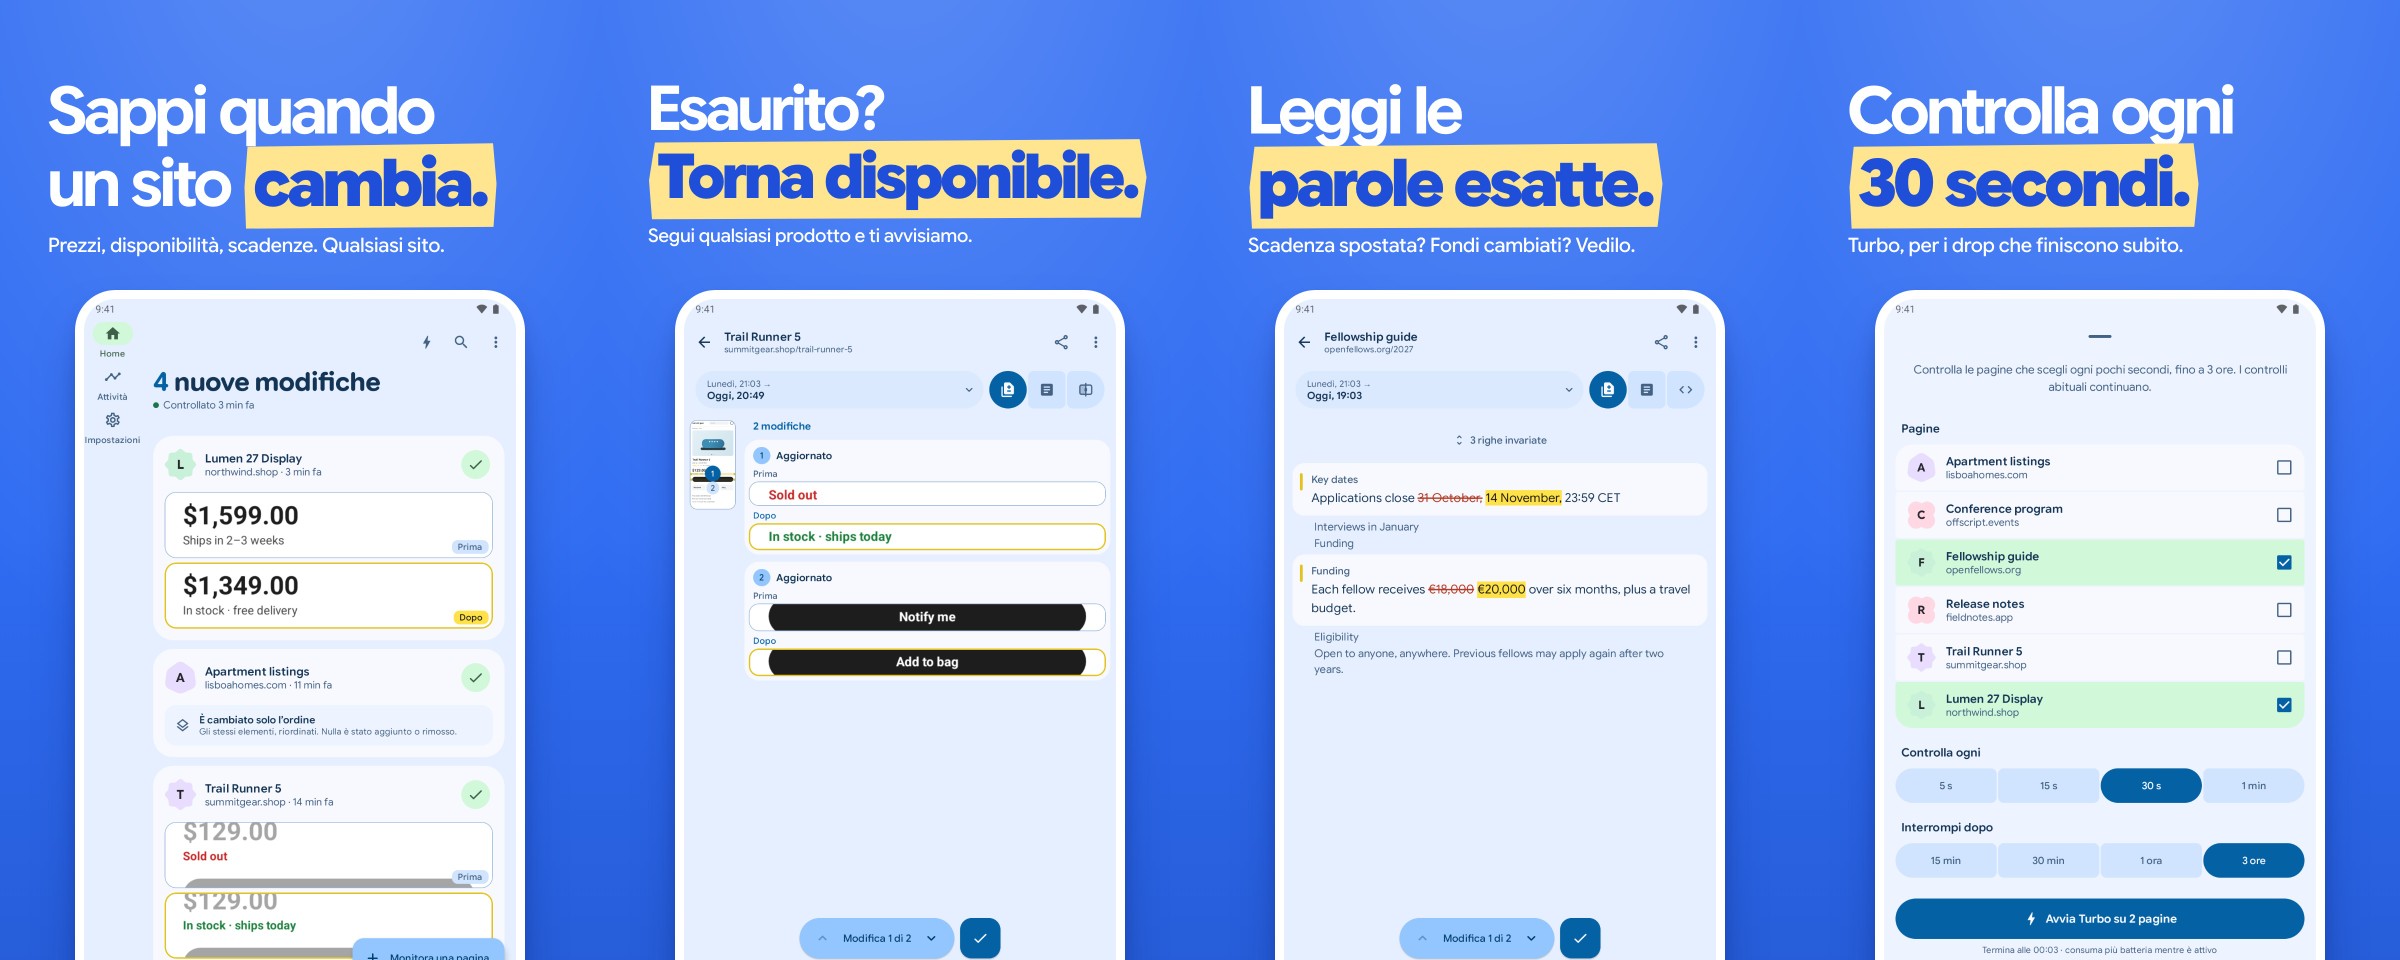 Sappi quando
un sito cambia.
Prezzi, disponibilità, scadenze. Qualsiasi sito.
9:41
Home
Attività
Impostazioni
4 nuove modifiche
Controllato 3 min fa
L
Lumen 27 Display
northwind.shop · 3 min fa
$1,599.00
Ships in 2–3 weeks
Prima
$1,349.00
In stock · free delivery
Dopo
A
Apartment listings
lisboahomes.com · 11 min fa
È cambiato solo l'ordine
Gli stessi elementi, riordinati. Nulla è stato aggiunto o rimosso.
T
Trail Runner 5
summitgear.shop · 14 min fa
$129.00
Sold out
Prima
$129.00
In stock · ships today
Monitora una pagina
Esaurito?
Torna disponibile.
Segui qualsiasi prodotto e ti avvisiamo.
9:41
Trail Runner 5
summitgear.shop/trail-runner-5
Lunedì, 21:03 →
Oggi, 20:49
2 modifiche
1
2
1 Aggiornato
Prima
Sold out
Dopo
In stock · ships today
2 Aggiornato
Prima
Notify me
Dopo
Add to bag
Modifica 1 di 2
Leggi le
parole esatte.
Scadenza spostata? Fondi cambiati? Vedilo.
9:41
Fellowship guide
openfellows.org/2027
Lunedì, 21:03 →
Oggi, 19:03
3 righe invariate
Key dates
Applications close 31 October, 14 November, 23:59 CET
Interviews in January
Funding
Funding
Each fellow receives €18,000 €20,000 over six months, plus a travel
budget.
Eligibility
Open to anyone, anywhere. Previous fellows may apply again after two
years.
Modifica 1 di 2
Controlla ogni
30 secondi.
Turbo, per i drop che finiscono subito.
9:41
Controlla le pagine che scegli ogni pochi secondi, fino a 3 ore. I controlli
abituali continuano.
Pagine
A
Apartment listings
lisboahomes.com
C
Conference program
offscript.events
F
Fellowship guide
openfellows.org
R
Release notes
fieldnotes.app
T
Trail Runner 5
summitgear.shop
L
Lumen 27 Display
northwind.shop
Controlla ogni
5 s
15 s
30 s
1 min
Interrompi dopo
15 min
30 min
1 ora
3 ore
Avvia Turbo su 2 pagine
Termina alle 00:03 · consuma più batteria mentre è attivo